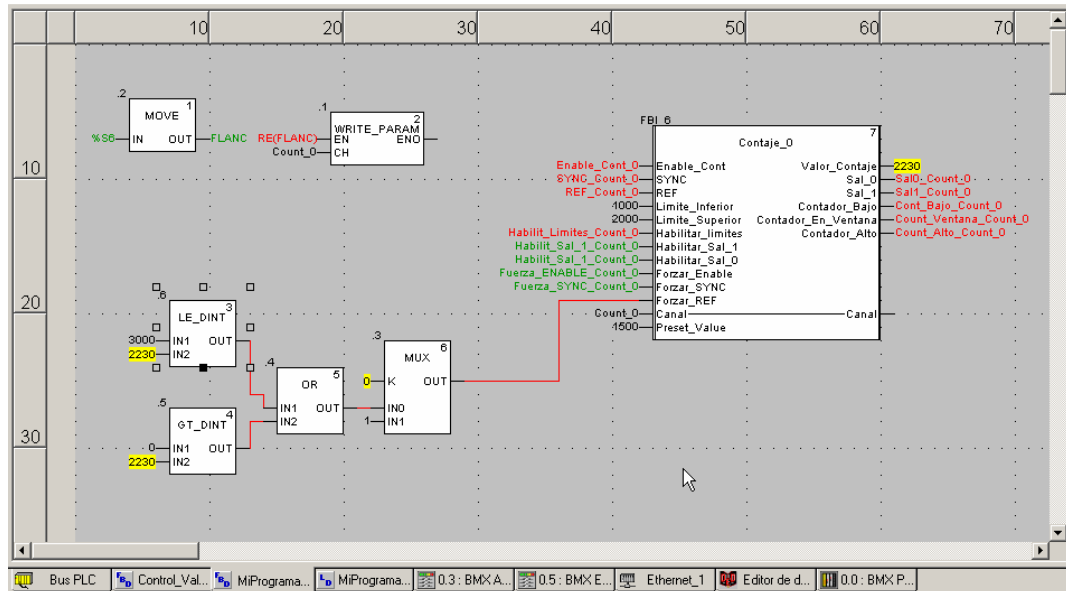 10 20 30 40 50 60 70
.2
MOVE 1
%S6 IN OUT FLANC
.1
2
WRITE_PARAM
RE(FLANC) EN ENO
Count_0 CH
FBI_6
7
Contaje_0
Enable_Cont_0 Enable_Cont Valor_Contaje 2230
SYNC_Count_0 SYNC Sal_0 Sal0_Count_0
REF_Count_0 REF Sal_1 Sal1_Count_0
1000 Limite_Inferior Contador_Bajo Cont_Bajo_Count_0
2000 Limite_Superior Contador_En_Ventana Count_Ventana_Count_0
Habilit_Limites_Count_0 Habilitar_limites Contador_Alto Count_Alto_Count_0
Habilit_Sal_1_Count_0 Habilitar_Sal_1
Habilit_Sal_1_Count_0 Habilitar_Sal_0
Fuerza_ENABLE_Count_0 Forzar_Enable
Fuerza_SYNC_Count_0 Forzar_SYNC
Forzar_REF
Count_0 Canal Canal
1500 Preset_Value
10
20
30
.6
3
LE_DINT
3000 IN1 OUT
2230 IN2
.4
5
OR
IN1 OUT
IN2
.3
6
MUX
0 K OUT
IN0
1 IN1
.5
4
GT_DINT
0 IN1 OUT
2230 IN2
Bus PLC Control_Val... MiPrograma... MiPrograma... 0.3 : BMX A... 0.5 : BMX E... Ethernet_1 Editor de d... 0.0 : BMX P...